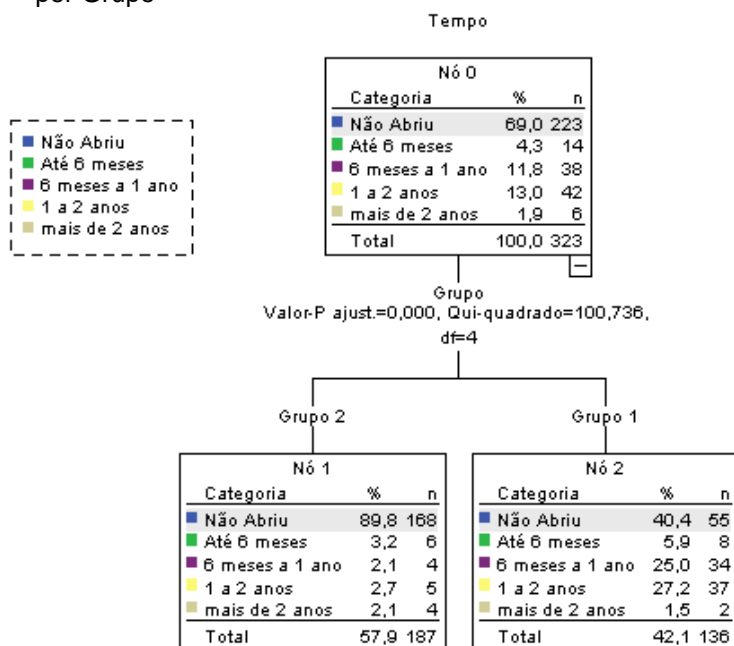 por Grupo
Tempo
Nó 0
Categoria % n
Não Abriu 69,0 223
Até 6 meses 4,3 14
6 meses a 1 ano 11,8 38
1 a 2 anos 13,0 42
mais de 2 anos 1,9 6
Total 100,0 323
Não Abriu
Até 6 meses
6 meses a 1 ano
1 a 2 anos
mais de 2 anos
Grupo
Valor-P ajust.=0,000, Qui-quadrado=100,736,
df=4
Grupo 2
Grupo 1
Nó 1
Categoria % n
Não Abriu 89,8 168
Até 6 meses 3,2 6
6 meses a 1 ano 2,1 4
1 a 2 anos 2,7 5
mais de 2 anos 2,1 4
Total 57,9 187
Nó 2
Categoria % n
Não Abriu 40,4 55
Até 6 meses 5,9 8
6 meses a 1 ano 25,0 34
1 a 2 anos 27,2 37
mais de 2 anos 1,5 2
Total 42,1 136